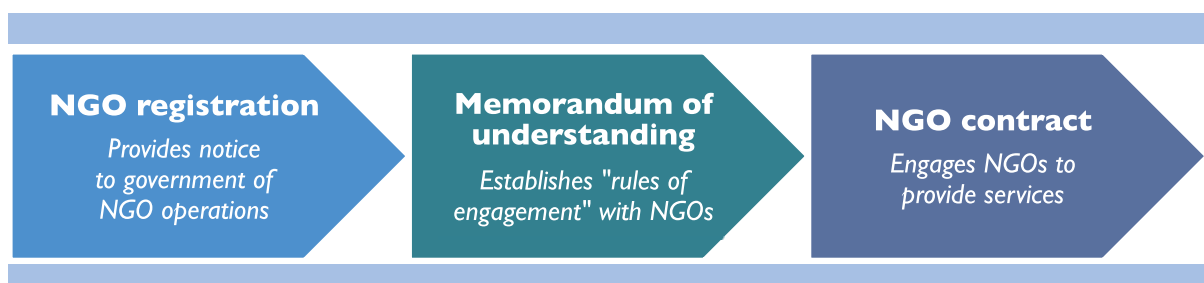 NGO registration
Provides notice
to government of
NGO operations
Memorandum of
understanding
Establishes "rules of
engagement" with NGOs
NGO contract
Engages NGOs to
provide services